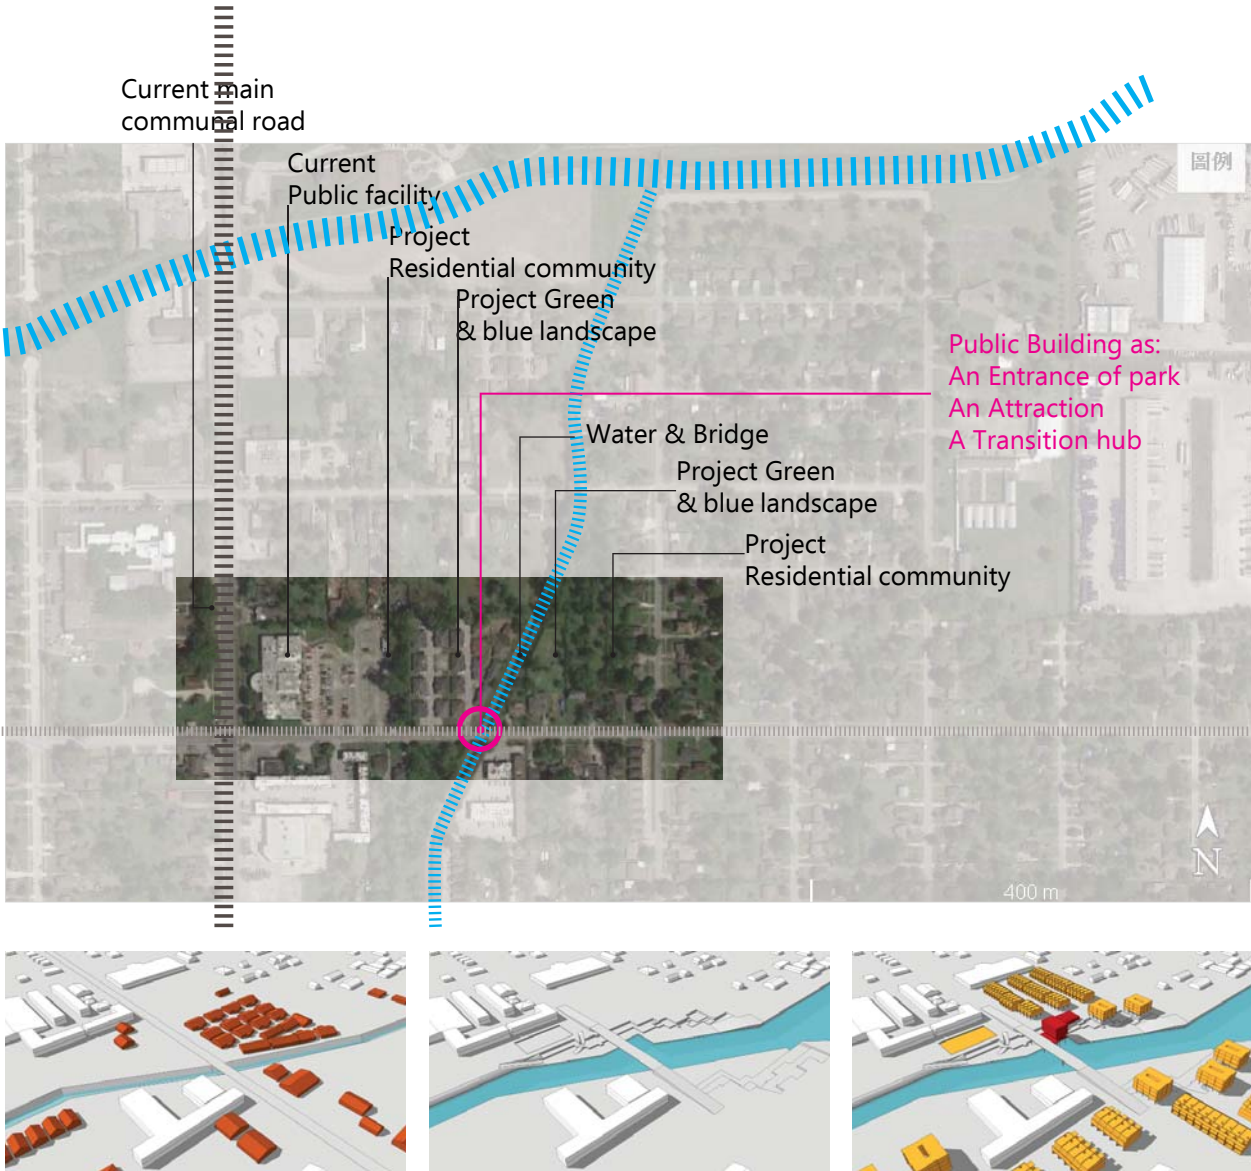 Current main
communal road
Current
Public facility
圖例
Project
Residential community
Project Green
& blue landscape
Public Building as:
An Entrance of park
An Attraction
A Transition hub
Water & Bridge
Project Green
& blue landscape
Project
Residential community
N
400 m